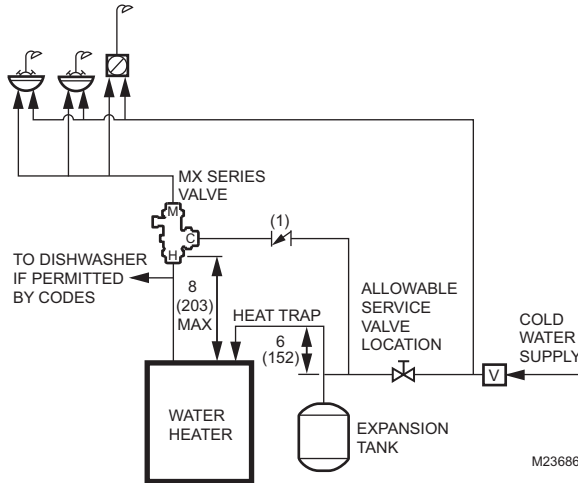 MX SERIES
VALVE
M
(1)
C
H
TO DISHWASHER
IF PERMITTED
BY CODES
8
(203)
MAX
HEAT TRAP
6
(152)
ALLOWABLE
SERVICE
VALVE
LOCATION
COLD
WATER
SUPPLY
V
WATER
HEATER
EXPANSION
TANK
M23686